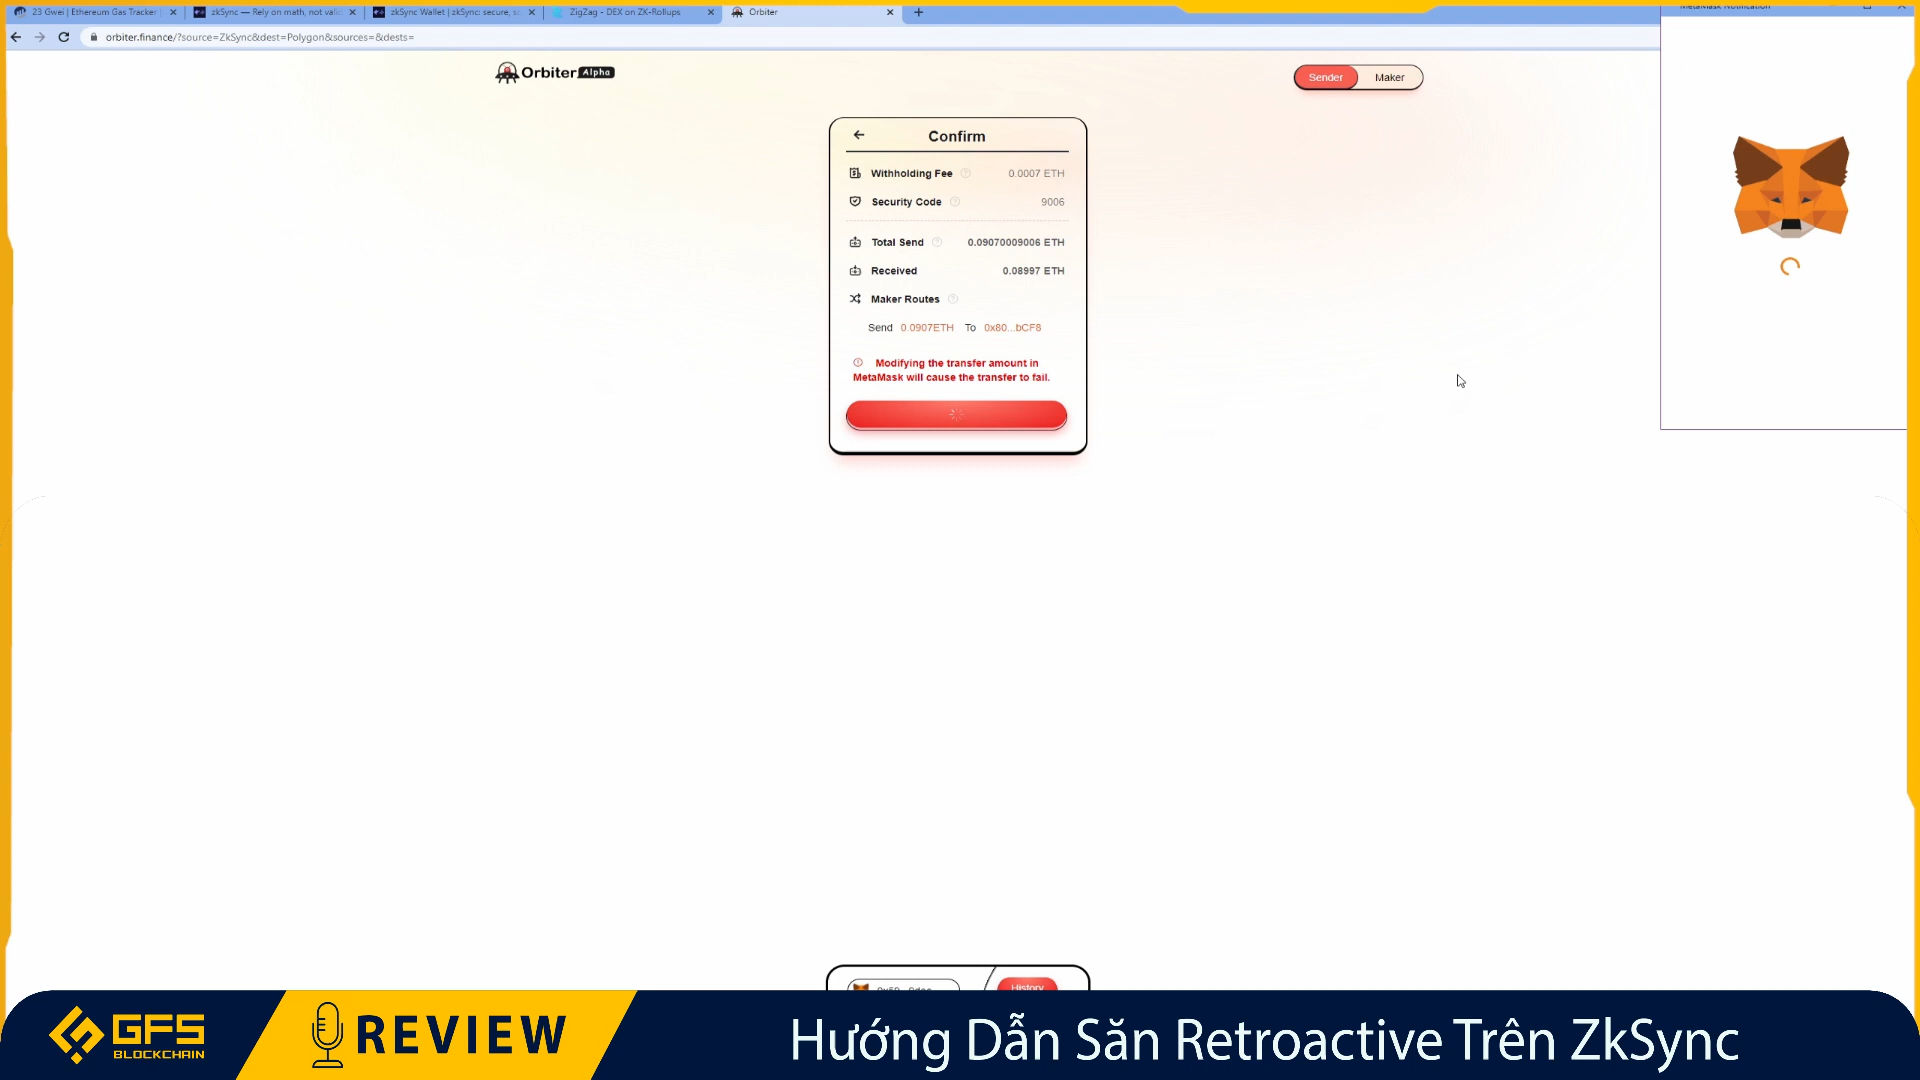 23 Gwei | Ethereum Gas Tracker
zkSync — Rely on math, not vali
zkSync Wallet | zkSync: secure, s
ZigZag - DEX on ZK-Rollups
Orbiter
MetaMask Notification
orbiter.finance/?source=ZkSync&dest=Polygon&sources=&dests=
Orbiter Alpha
Sender
Maker
Confirm
Withholding Fee 0.0007 ETH
Security Code 9006
Total Send 0.09070009006 ETH
Received 0.08997 ETH
Maker Routes
Send 0.0907ETH To 0x80...bCF8
Modifying the transfer amount in
MetaMask will cause the transfer to fail.
History
GFS
BLOCKCHAIN
REVIEW
Hướng Dẫn Săn Retroactive Trên ZkSync